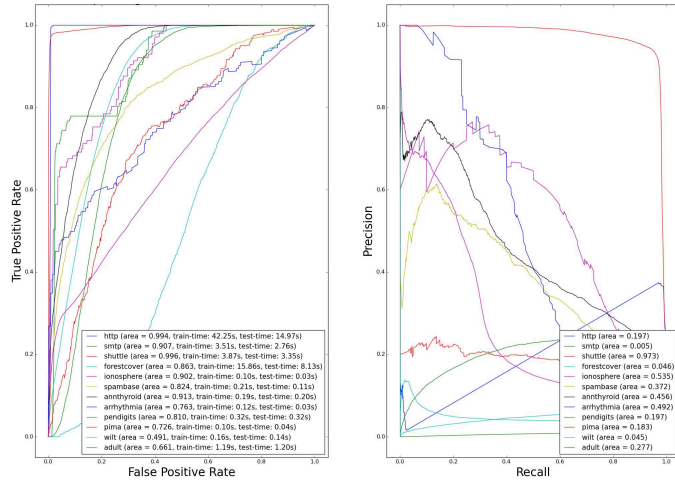 1.0
0.8
0.6
0.4
0.2
0.0
True Positive Rate
http (area = 0.994, train-time: 42.25s, test-time: 14.97s)
smtp (area = 0.907, train-time: 3.51s, test-time: 2.76s)
shuttle (area = 0.996, train-time: 3.87s, test-time: 3.35s)
forestcover (area = 0.863, train-time: 15.86s, test-time: 8.13s)
ionosphere (area = 0.902, train-time: 0.10s, test-time: 0.03s)
spambase (area = 0.824, train-time: 0.21s, test-time: 0.11s)
annthyroid (area = 0.913, train-time: 0.19s, test-time: 0.20s)
arrhythmia (area = 0.763, train-time: 0.12s, test-time: 0.03s)
pendigits (area = 0.810, train-time: 0.32s, test-time: 0.32s)
pima (area = 0.726, train-time: 0.10s, test-time: 0.04s)
wilt (area = 0.491, train-time: 0.16s, test-time: 0.14s)
adult (area = 0.661, train-time: 1.19s, test-time: 1.20s)
0.0 0.2 0.4 0.6 0.8 1.0
False Positive Rate
1.0
0.8
0.6
0.4
0.2
0.0
Precision
http (area = 0.197)
smtp (area = 0.005)
shuttle (area = 0.973)
forestcover (area = 0.046)
ionosphere (area = 0.535)
spambase (area = 0.372)
annthyroid (area = 0.456)
arrhythmia (area = 0.492)
pendigits (area = 0.197)
pima (area = 0.183)
wilt (area = 0.045)
adult (area = 0.277)
0.0 0.2 0.4 0.6 0.8 1.0
Recall